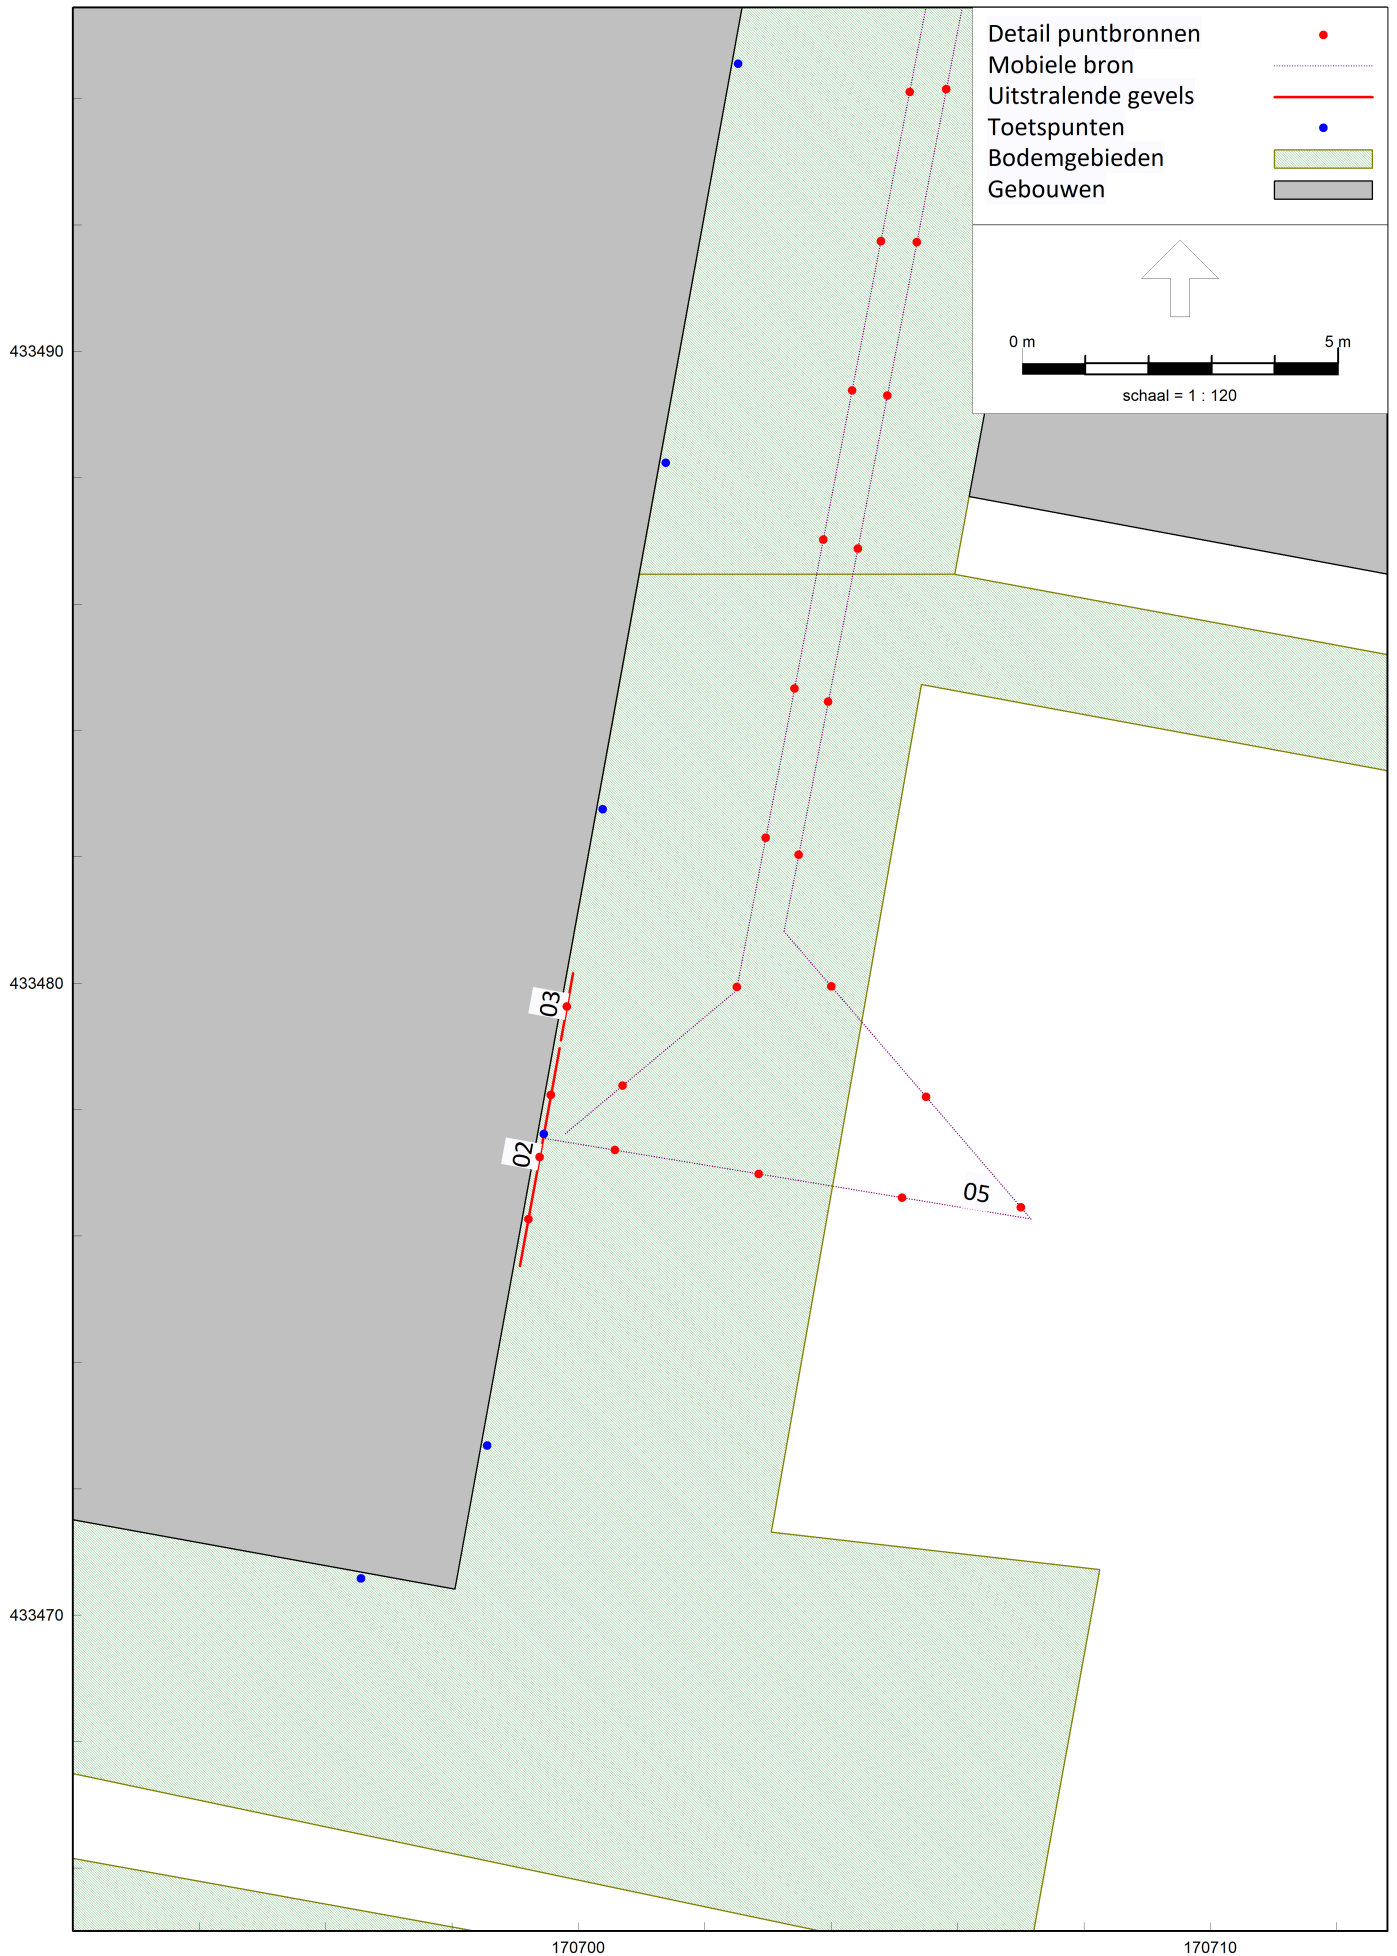 Detail puntbronnen
Mobiele bron
Uitstralende gevels
Toetspunten
Bodemgebieden
Gebouwen
0 m 5 m
schaal = 1 : 120
433490
433480
03
02
05
433470
170700 170710